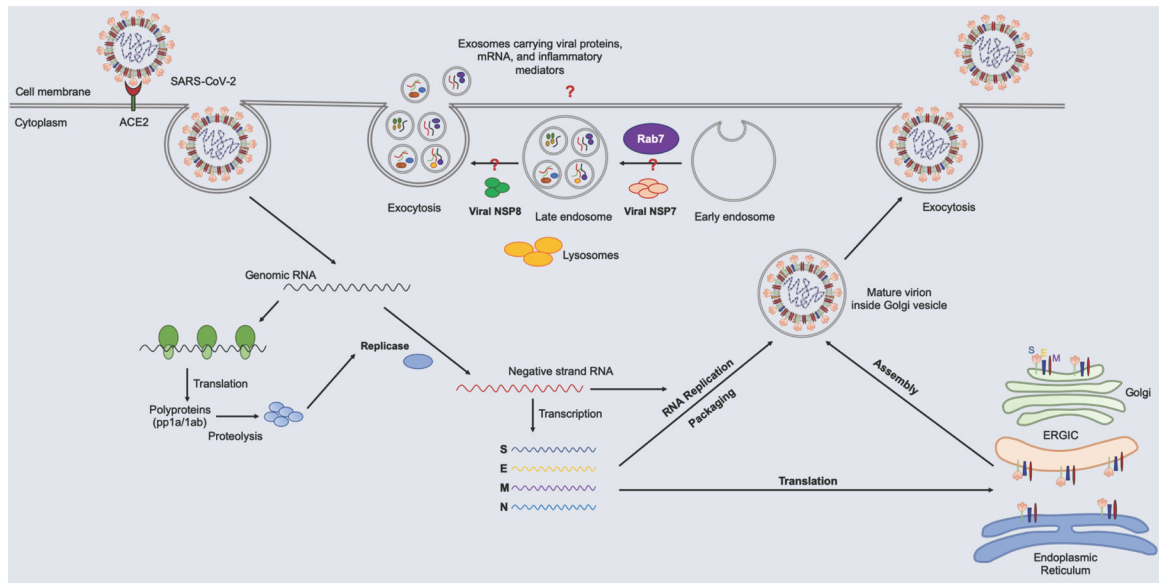 Exosomes carrying viral proteins,
mRNA, and inflammatory
mediators
SARS-CoV-2
Cell membrane
?
Cytoplasm
ACE2
Rab7
?
?
Exocytosis
Viral NSP8
Late endosome
Viral NSP7
Early endosome
Exocytosis
Lysosomes
Genomic RNA
Mature virion
inside Golgi vesicle
Replicase
S
E
M
Translation
Negative strand RNA
RNA Replication
Packaging
Assembly
Golgi
Polyproteins
(pp1a/1ab)
Proteolysis
Transcription
ERGIC
S
E
M
N
Translation
Endoplasmic
Reticulum